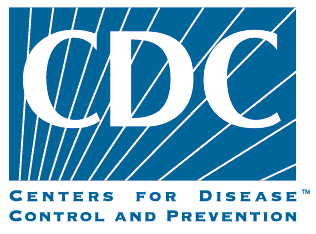 CDC
CENTERS FOR DISEASE™
CONTROL AND PREVENTION